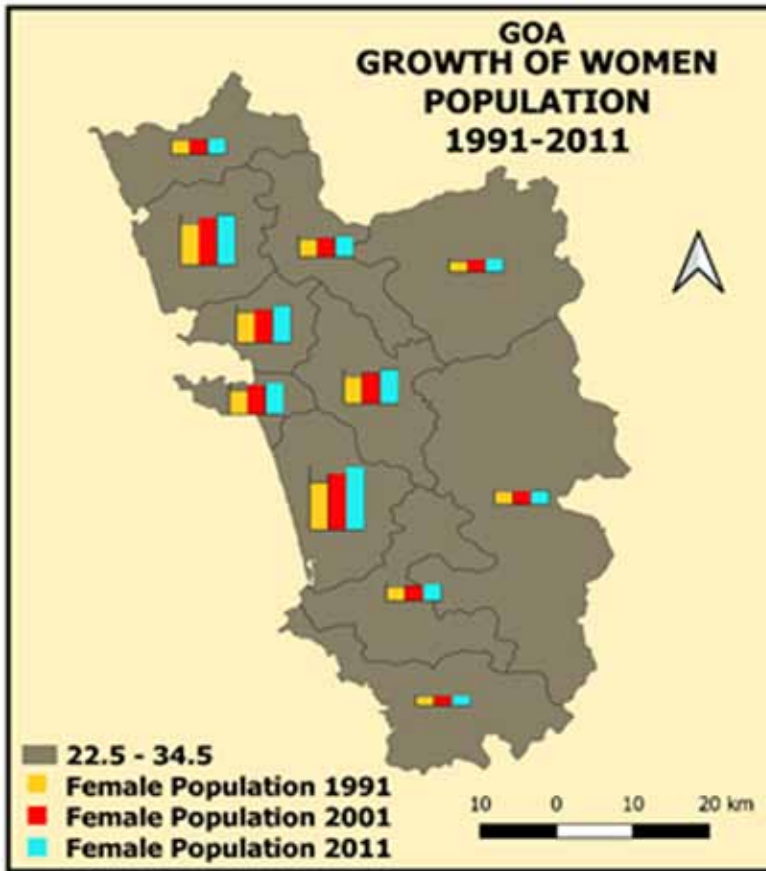 GOA
GROWTH OF WOMEN
POPULATION
1991-2011
22.5 - 34.5
Female Population 1991
Female Population 2001
Female Population 2011
10 0 10 20 km